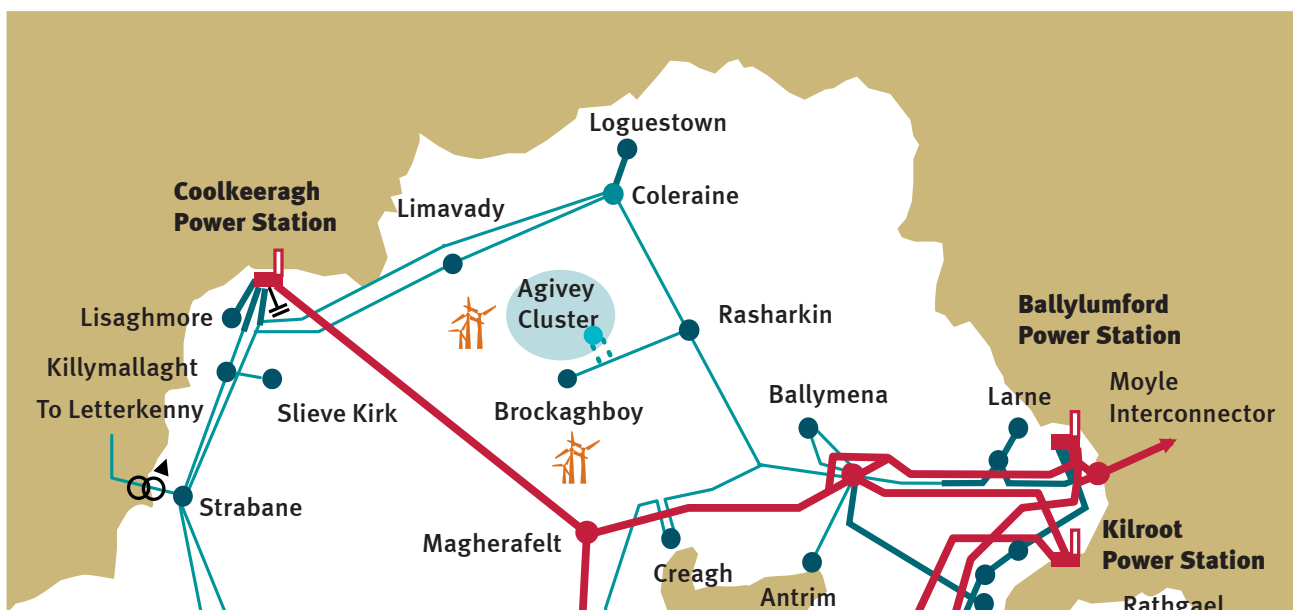 Loguestown
Coolkeeragh
Power Station
Limavady
Coleraine
Agivey
Cluster
Rasharkin
Lisaghmore
Ballylumford
Power Station
Killymallaght
Slieve Kirk
To Letterkenny
Brockaghboy
Ballymena
Larne
Moyle
Interconnector
Strabane
Magherafelt
Creagh
Antrim
Kilroot
Power Station
Rathgael